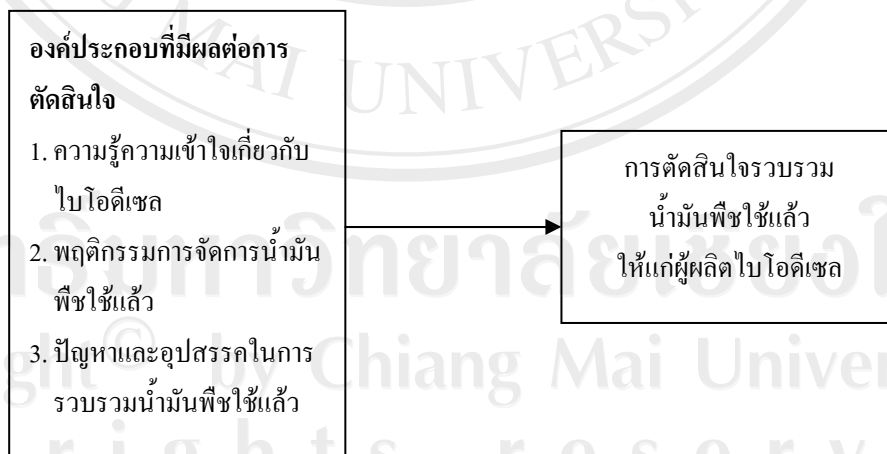 MAI UNIVERS
องค์ประกอบที่มีผลต่อการ
ตัดสินใจ
1. ความรู้ความเข้าใจเกี่ยวกับ
ไบโอดีเซล
2. พฤติกรรมการจัดการน้ำมัน
พืชใช้แล้ว
3. ปัญหาและอุปสรรคในการ
รวบรวมน้ำมันพืชใช้แล้ว
การตัดสินใจรวบรวม
น้ำมันพืชใช้แล้ว
ให้แก่ผู้ผลิตไบโอดีเซล
by Chiang Mai Univer